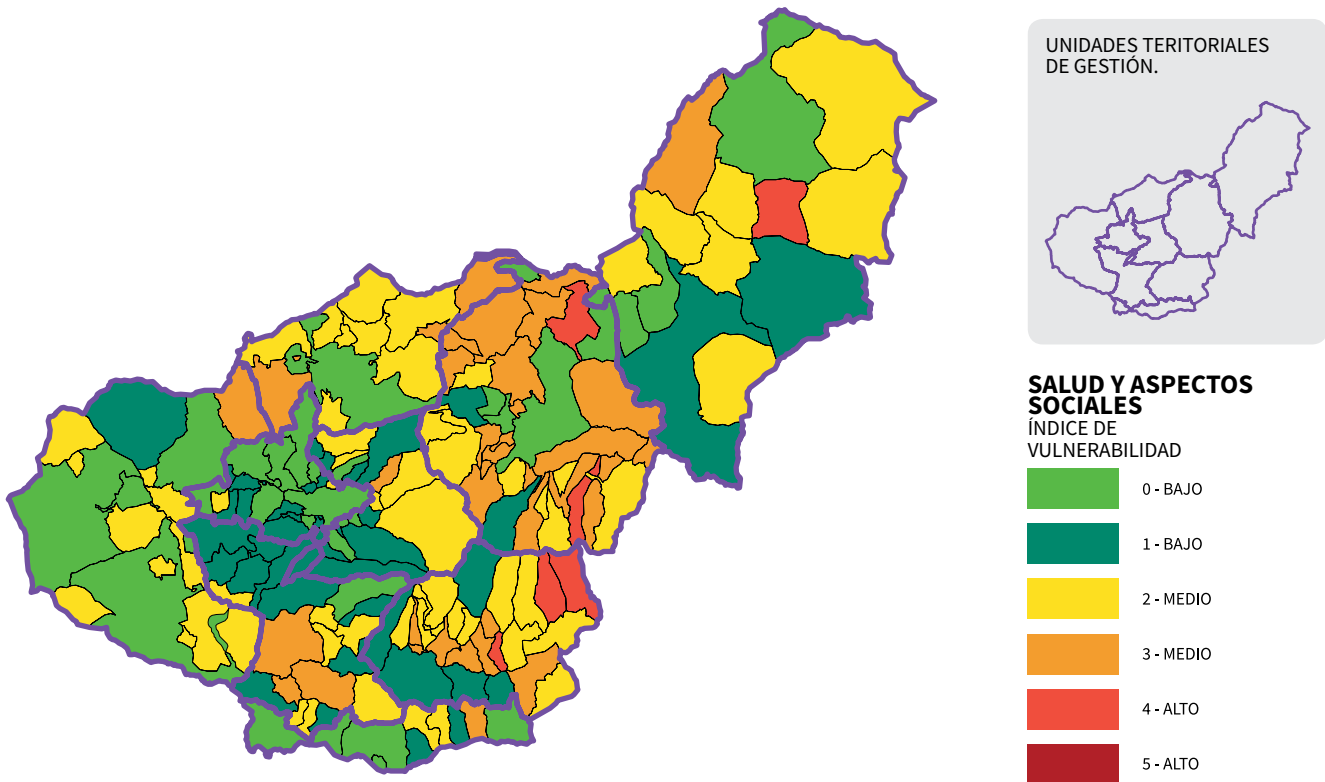 UNIDADES TERITORIALES
DE GESTIÓN.
SALUD Y ASPECTOS
SOCIALES
ÍNDICE DE
VULNERABILIDAD
0 - BAJO
1 - BAJO
2 - MEDIO
3 - MEDIO
4 - ALTO
5 - ALTO